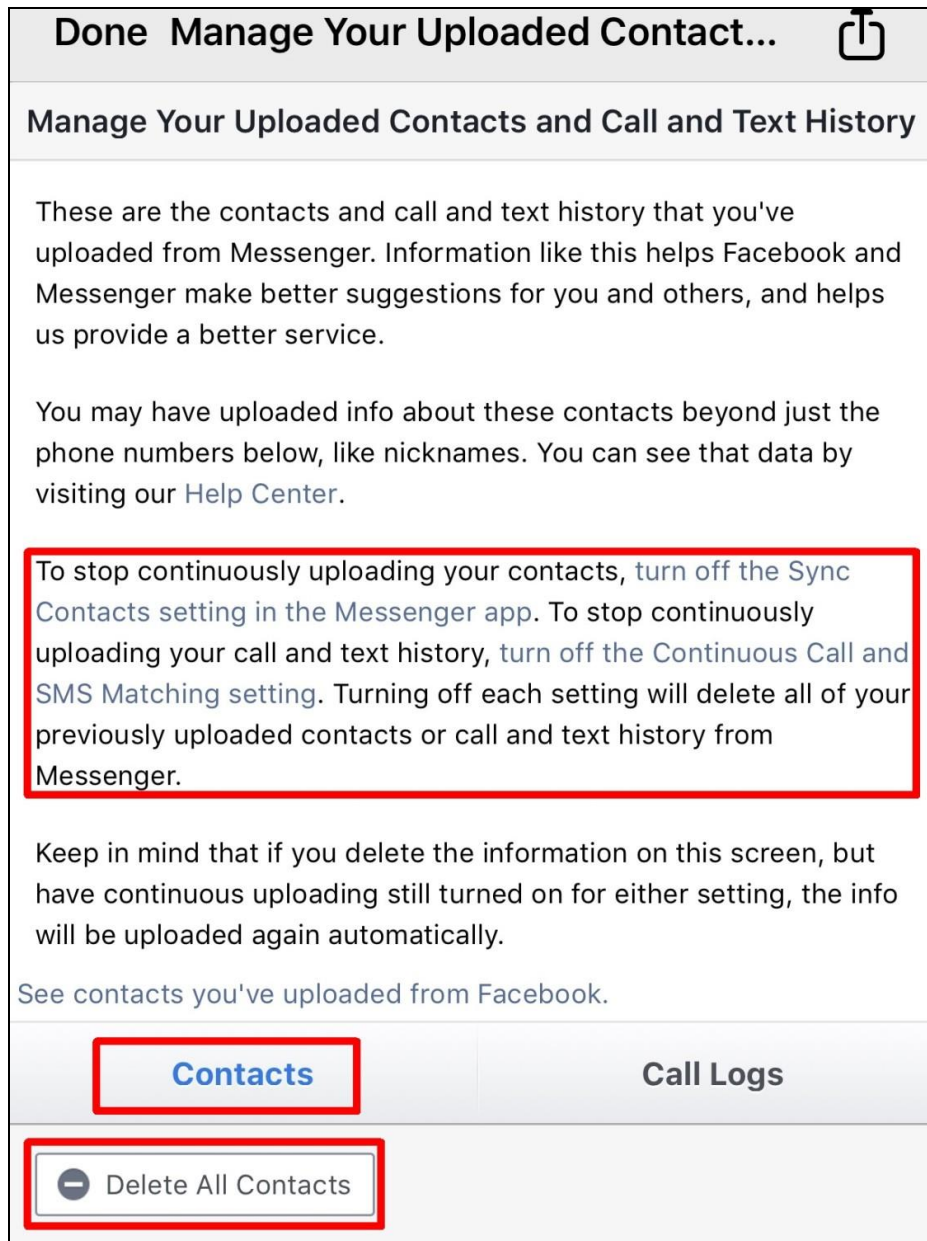 Done Manage Your Uploaded Contact...
Manage Your Uploaded Contacts and Call and Text History
These are the contacts and call and text history that you've
uploaded from Messenger. Information like this helps Facebook and
Messenger make better suggestions for you and others, and helps
us provide a better service.
You may have uploaded info about these contacts beyond just the
phone numbers below, like nicknames. You can see that data by
visiting our Help Center.
To stop continuously uploading your contacts, turn off the Sync
Contacts setting in the Messenger app. To stop continuously
uploading your call and text history, turn off the Continuous Call and
SMS Matching setting. Turning off each setting will delete all of your
previously uploaded contacts or call and text history from
Messenger.
Keep in mind that if you delete the information on this screen, but
have continuous uploading still turned on for either setting, the info
will be uploaded again automatically.
See contacts you've uploaded from Facebook.
Contacts Call Logs
Delete All Contacts